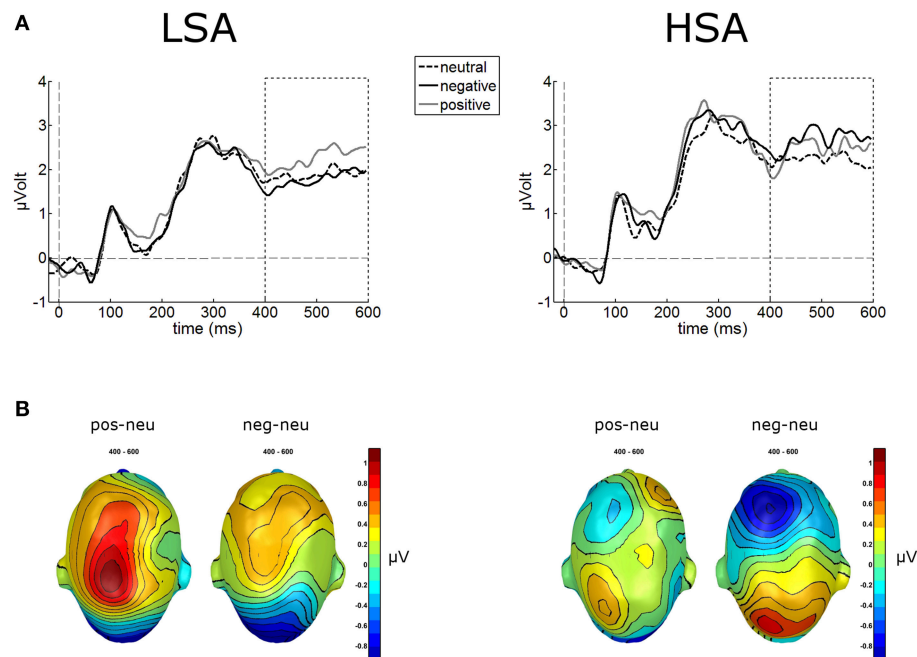 A
LSA
HSA
neutral
negative
positive
4
3
2
1
0
-1
µVolt
0 100 200 300 400 500 600
time (ms)
4
3
2
1
0
-1
µVolt
0 100 200 300 400 500 600
time (ms)
B
pos-neu
neg-neu
pos-neu
neg-neu
400 - 600
400 - 600
400 - 600
400 - 600
1
0.8
0.6
0.4
0.2
0
-0.2
-0.4
-0.6
-0.8
µV
1
0.8
0.6
0.4
0.2
0
-0.2
-0.4
-0.6
-0.8
µV